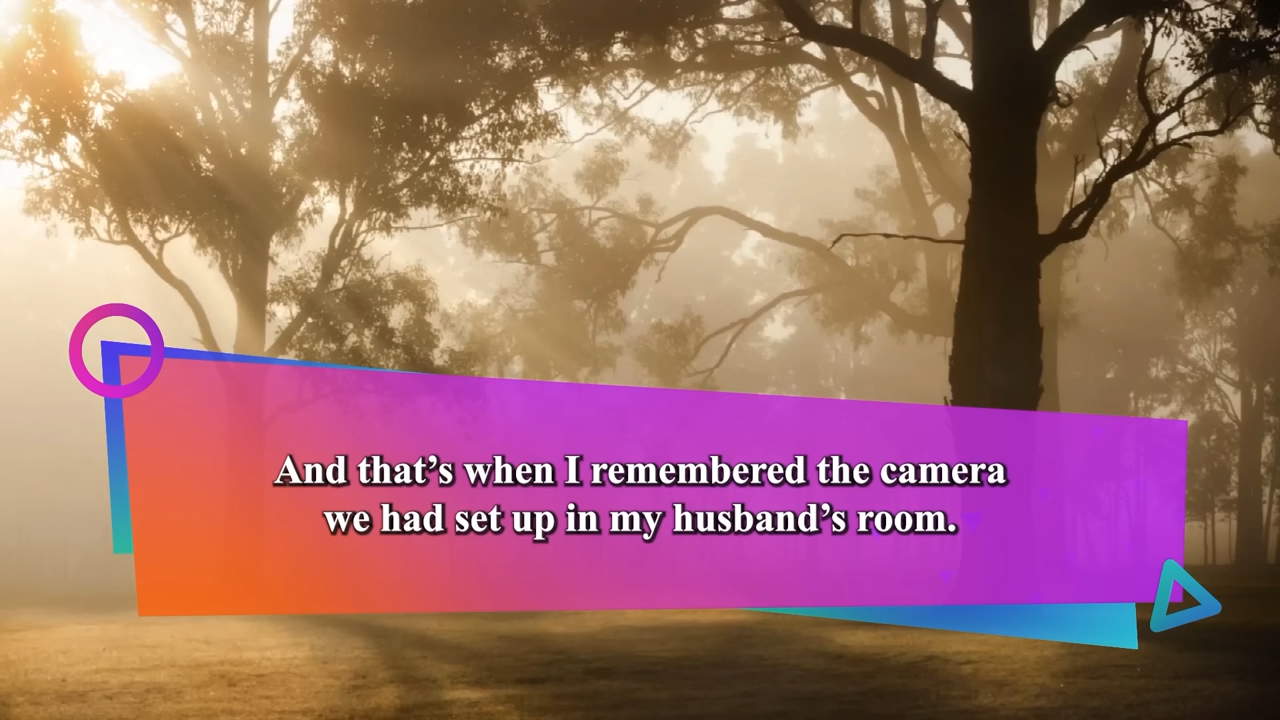 And that’s when I remembered the camera
we had set up in my husband’s room.